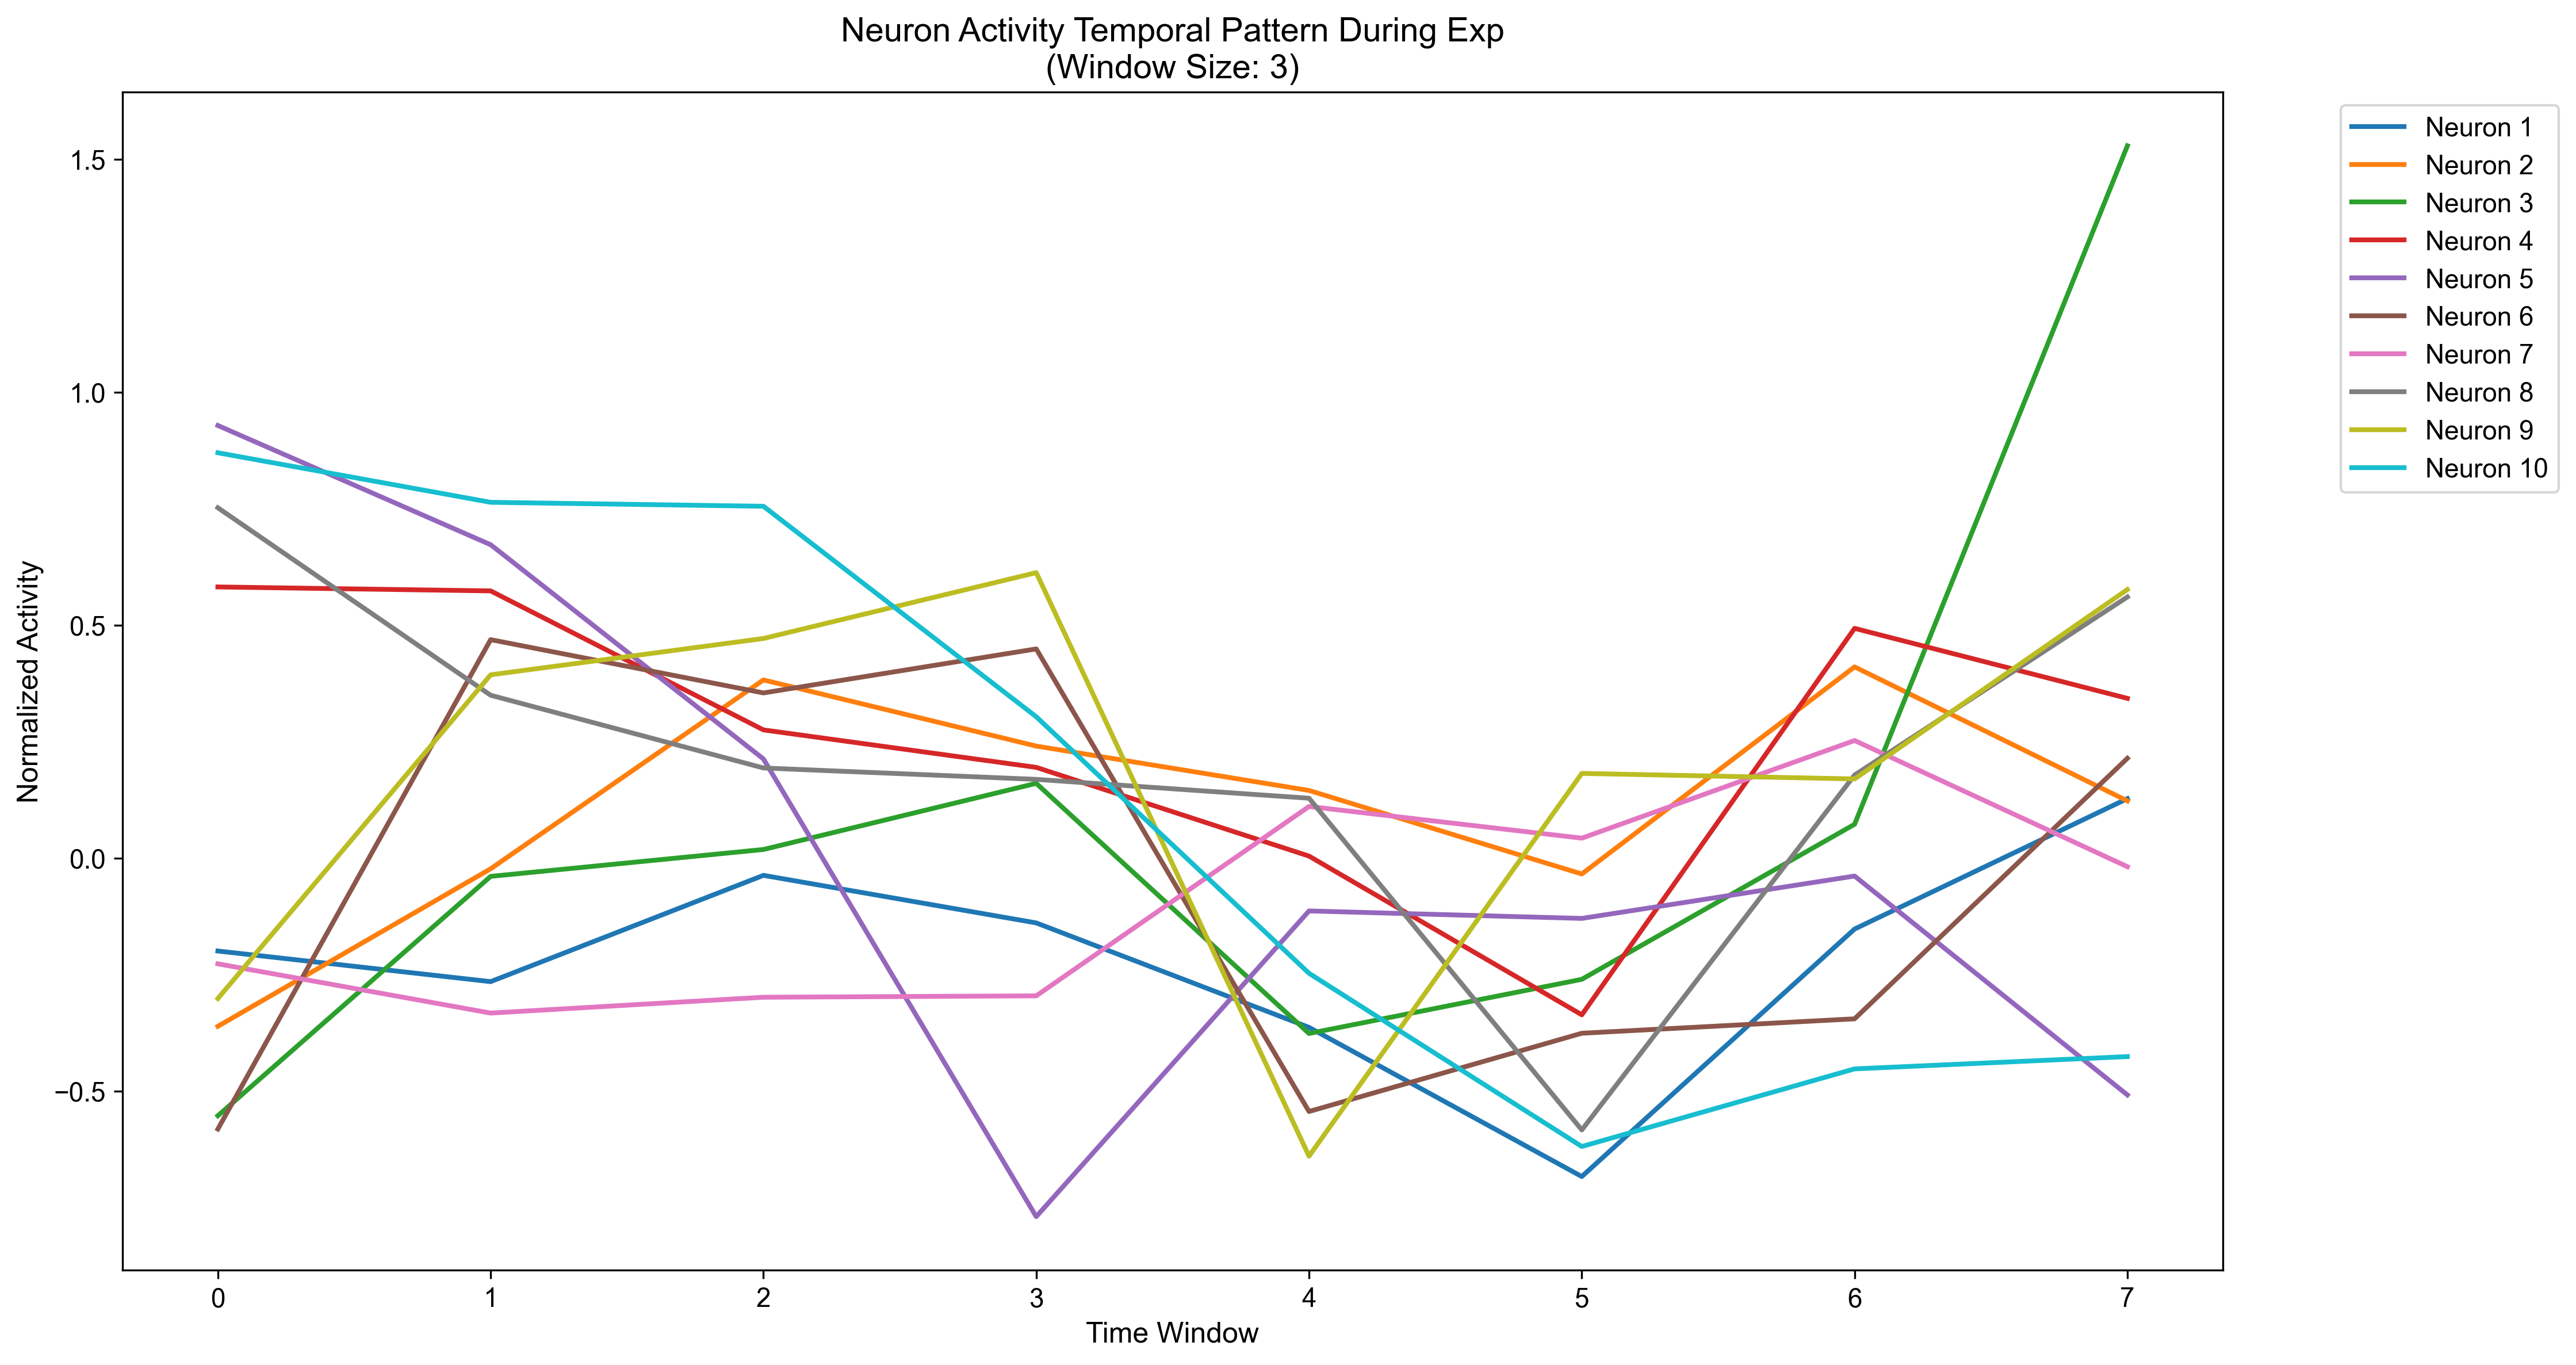 Neuron Activity Temporal Pattern During Exp
(Window Size: 3)
Normalized Activity
1.5
1.0
0.5
0.0
−0.5
0 1 2 3 4 5 6 7
Time Window
Neuron 1
Neuron 2
Neuron 3
Neuron 4
Neuron 5
Neuron 6
Neuron 7
Neuron 8
Neuron 9
Neuron 10